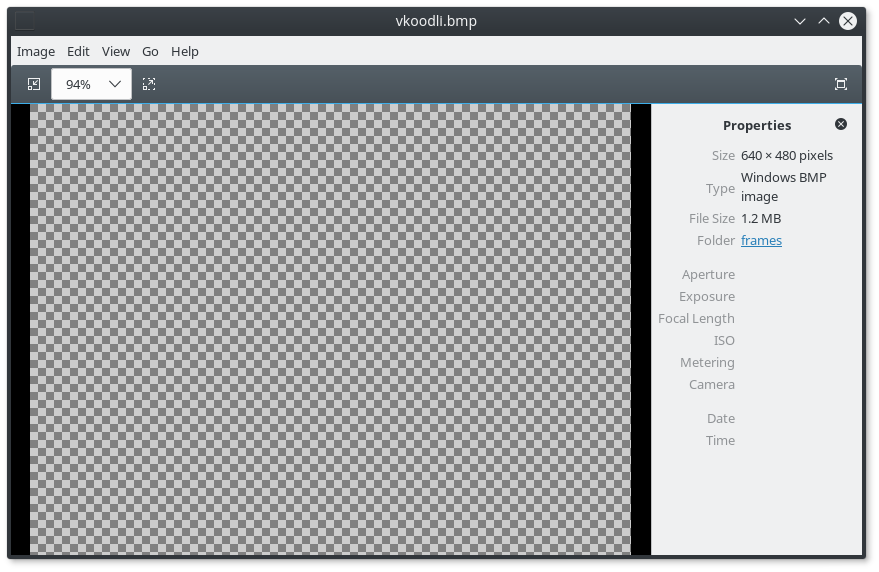 vkoodli.bmp
Image Edit View Go Help
94%
Properties
Size 640 × 480 pixels
Type Windows BMP
image
File Size 1.2 MB
Folder frames
Aperture
Exposure
Focal Length
ISO
Metering
Camera
Date
Time